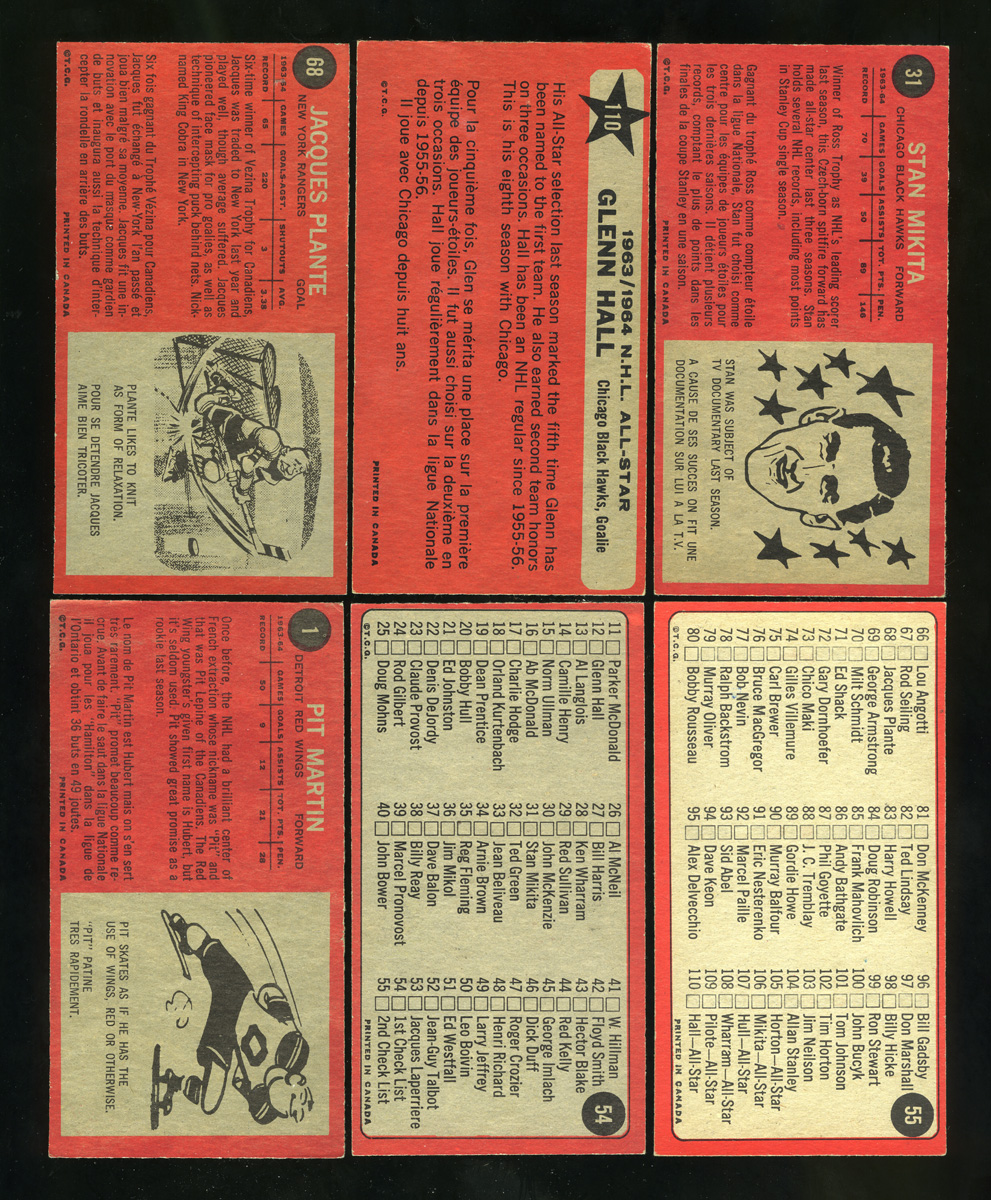 31
STAN MIKITA
CHICAGO BLACK HAWKS FORWARD
1963-64 GAMES GOALS ASSISTS TOT. PTS. PEN.
RECORD 70 39 50 89 146
Winner of Ross Trophy as NHL's leading scorer
last season, this Czech-born spitfire forward has
made all-star center last three seasons. Stan
holds several NHL records, including most points
in Stanley Cup single season.
Gagnant du trophé Ross comme compteur étoile
dans la ligue Nationale, Stan fut choisi comme
centre pour les équipes de joueurs étoiles pour
les trois dernières saisons. Il détient plusieurs
records, comptant le plus de points dans les
finales de la coupe Stanley en une saison.
©T.C.G. PRINTED IN CANADA
STAN WAS SUBJECT OF
TV DOCUMENTARY LAST SEASON.
A CAUSE DE SES SUCCES ON FIT UNE
DOCUMENTATION SUR LUI A LA T.V.
55
66 Lou Angotti
67 Rod Seiling
68 Jacques Plante
69 George Armstrong
70 Milt Schmidt
71 Ed Shack
72 Gary Dornhoefer
73 Chico Maki
74 Gilles Villemure
75 Carl Brewer
76 Bruce MacGregor
77 Bob Nevin
78 Ralph Backstrom
79 Murray Oliver
80 Bobby Rousseau
81 Don McKenney
82 Ted Lindsay
83 Harry Howell
84 Doug Robinson
85 Frank Mahovlich
86 Andy Bathgate
87 Phil Goyette
88 J. C. Tremblay
89 Gordie Howe
90 Murray Balfour
91 Eric Nesterenko
92 Marcel Paille
93 Sid Abel
94 Dave Keon
95 Alex Delvecchio
96 Bill Gadsby
97 Don Marshall
98 Billy Hicke
99 Ron Stewart
100 John Bucyk
101 Tom Johnson
102 Tim Horton
103 Jim Neilson
104 Allan Stanley
105 Horton—All-Star
106 Mikita—All-Star
107 Hull—All-Star
108 Wharram—All-Star
109 Pilote—All-Star
110 Hall—All-Star
©T.C.G. PRINTED IN CANADA
110
1963/1964 N.H.L. ALL-STAR
GLENN HALL Chicago Black Hawks, Goalie
His All-Star selection last season marked the fifth time Glenn has
been named to the first team. He also earned second team honors
on three occasions. Hall has been an NHL regular since 1955-56.
This is his eighth season with Chicago.
Pour la cinquième fois, Glen se mérita une place sur la première
équipe des joueurs-étoiles. Il fut aussi choisi sur la deuxième en
trois occasions. Hall joue régulièrement dans la ligue Nationale
depuis 1955-56.
Il joue avec Chicago depuis huit ans.
©T.C.G. PRINTED IN CANADA
54
11 Parker McDonald
12 Glenn Hall
13 Al Langlois
14 Camille Henry
15 Norm Ullman
16 Ab McDonald
17 Charlie Hodge
18 Orland Kurtenbach
19 Dean Prentice
20 Bobby Hull
21 Ed Johnston
22 Denis DeJordy
23 Claude Provost
24 Rod Gilbert
25 Doug Mohns
26 Al McNeil
27 Bill Harris
28 Ken Wharram
29 Red Sullivan
30 John McKenzie
31 Stan Mikita
32 Ted Green
33 Jean Beliveau
34 Arnie Brown
35 Reg Fleming
36 Jim Mikol
37 Dave Balon
38 Billy Reay
39 Marcel Pronovost
40 John Bower
41 W. Hillman
42 Floyd Smith
43 Hector Blake
44 Red Kelly
45 George Imlach
46 Dick Duff
47 Roger Crozier
48 Henri Richard
49 Larry Jeffrey
50 Leo Boivin
51 Ed Westfall
52 Jean-Guy Talbot
53 Jacques Laperriere
54 1st Check List
55 2nd Check List
©T.C.G. PRINTED IN CANADA
68
JACQUES PLANTE
NEW YORK RANGERS GOAL
1963-64 GAMES GOALS-AGST. SHUTOUTS AVG.
RECORD 65 220 3 3.38
Six-time winner of Vezina Trophy for Canadiens,
Jacques was traded to New York last year and
played well, though average suffered. Jacques
pioneered face mask for pro goalies, as well as
technique of intercepting puck behind nets. Nick-
named King Cobra in New York.
Six fois gagnant du Trophé Vézina pour Canadiens,
Jacques fut échangé à New-York l'an passé et
joua bien malgré sa moyenne. Jacques fit une in-
novation avec le port du masque comme gardien
de buts et inaugura aussi la technique d'inter-
cepter la rondelle en arrière des buts.
©T.C.G. PRINTED IN CANADA
PLANTE LIKES TO KNIT
AS FORM OF RELAXATION.
POUR SE DETENDRE JACQUES
AIME BIEN TRICOTER.
1
PIT MARTIN
DETROIT RED WINGS FORWARD
1963-64 GAMES GOALS ASSISTS TOT. PTS. PEN.
RECORD 50 9 12 21 28
Once before, the NHL had a brilliant center of
French extraction whose nickname was "Pit" and
that was Pit Lepine of the Canadiens. The Red
Wing youngster's given first name is Hubert, but
it's seldom used. Pit showed great promise as a
rookie last season.
Le nom de Pit Martin est Hubert mais on s'en sert
très rarement. "Pit" promet beaucoup comme re-
crue. Avant de faire le saut dans la ligue Nationale
il joua pour les "Hamilton" dans la ligue de
l'Ontario et obtint 36 buts en 49 joutes.
©T.C.G. PRINTED IN CANADA
PIT SKATES AS IF HE HAS THE
USE OF WINGS, RED OR OTHERWISE.
"PIT" PATINE
TRES RAPIDEMENT.